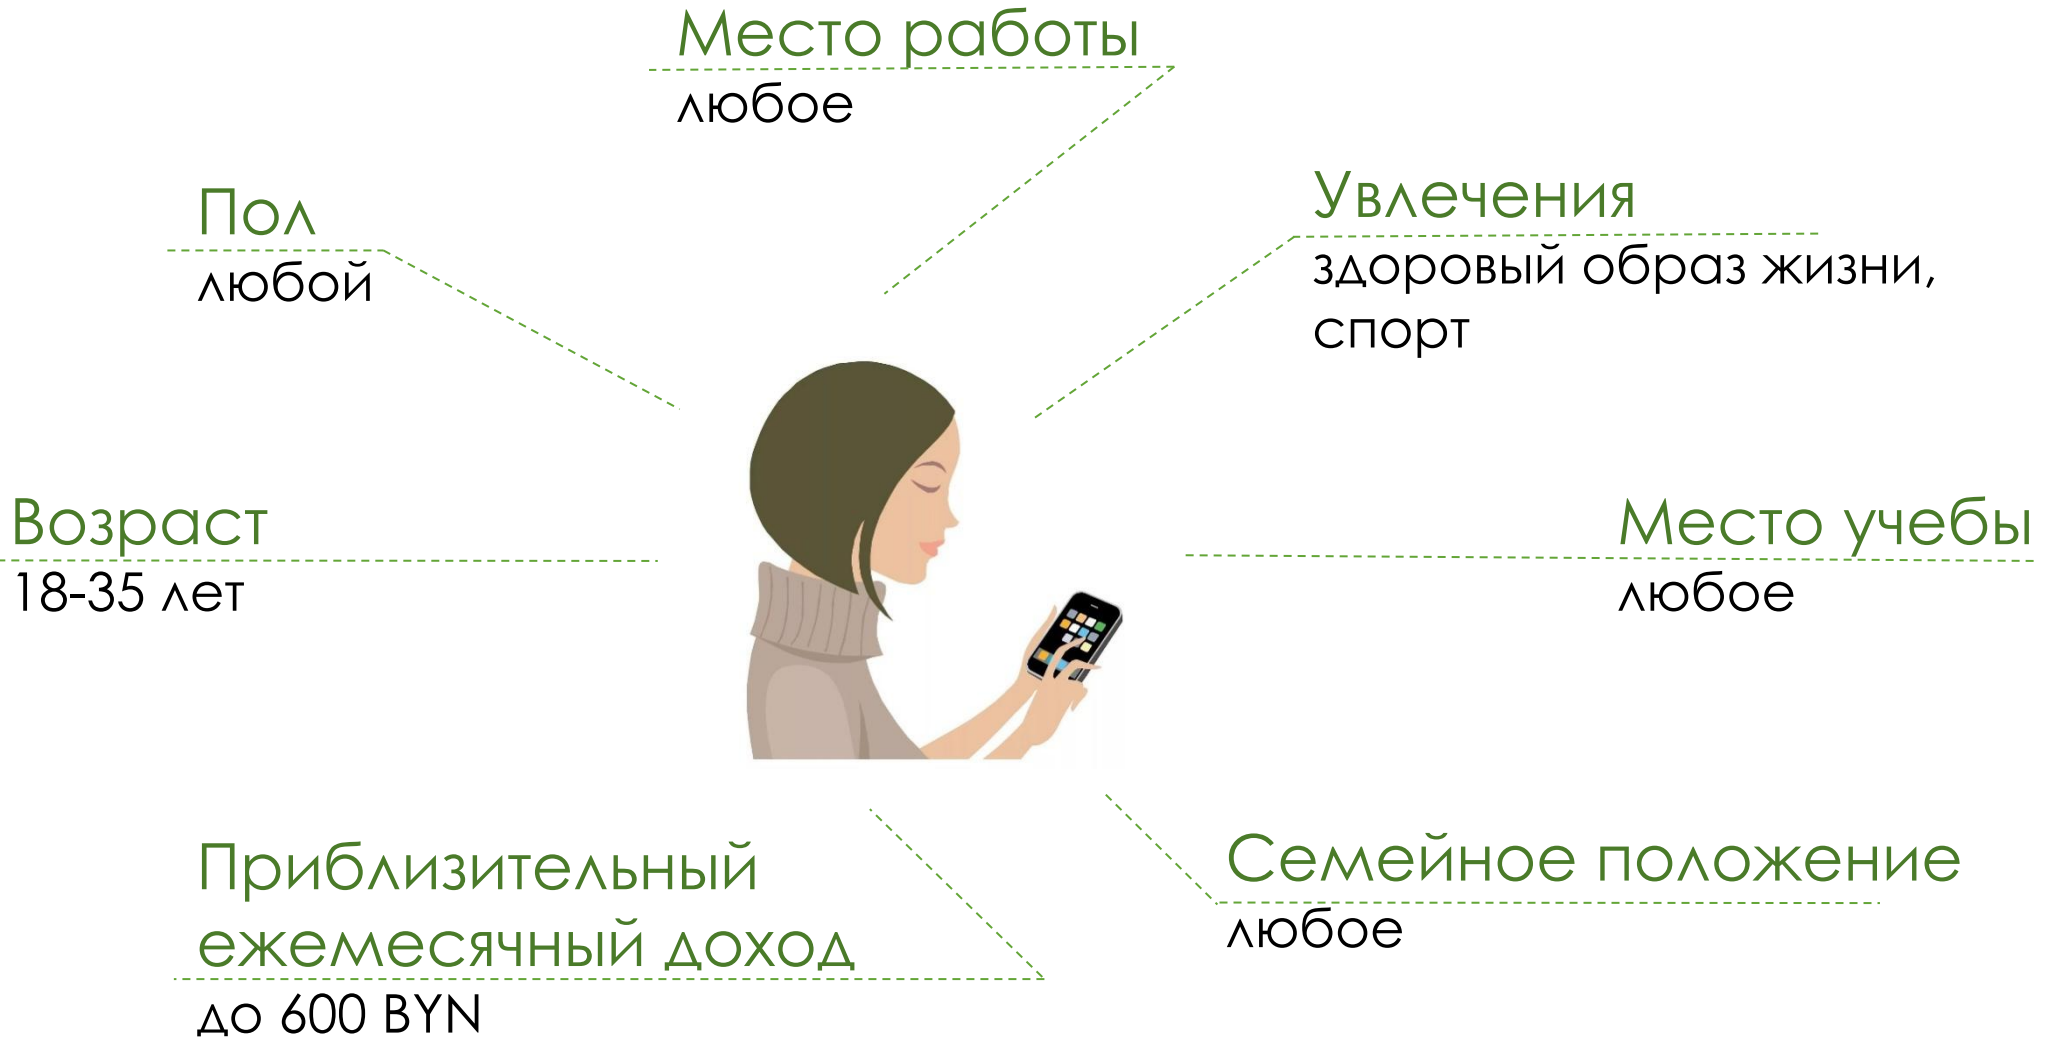 Место работы
любое
Пол
любой
Увлечения
здоровый образ жизни,
спорт
Возраст
18-35 лет
Место учебы
любое
Приблизительный
ежемесячный доход
до 600 BYN
Семейное положение
любое